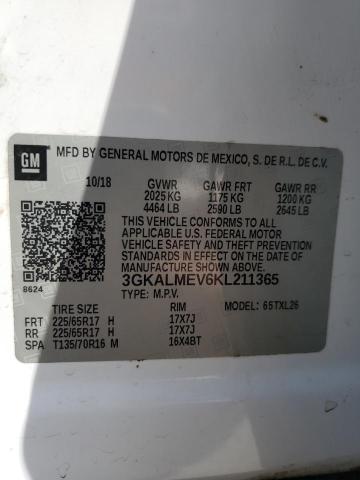 GM
MFD BY GENERAL MOTORS DE MEXICO, S. DE R.L. DE C.V.
10/18 GVWR GAWR FRT GAWR RR
2025 KG 1175 KG 1200 KG
4464 LB 2590 LB 2645 LB
THIS VEHICLE CONFORMS TO ALL
APPLICABLE U.S. FEDERAL MOTOR
VEHICLE SAFETY AND THEFT PREVENTION
STANDARDS IN EFFECT ON THE DATE OF
MANUFACTURE SHOWN ABOVE.
8624
3GKALMEV6KL211365
TYPE: M.P.V. MODEL: 65TXL26
TIRE SIZE RIM
FRT 225/65R17 H 17X7J
RR 225/65R17 H 17X7J
SPA T135/70R16 M 16X4BT